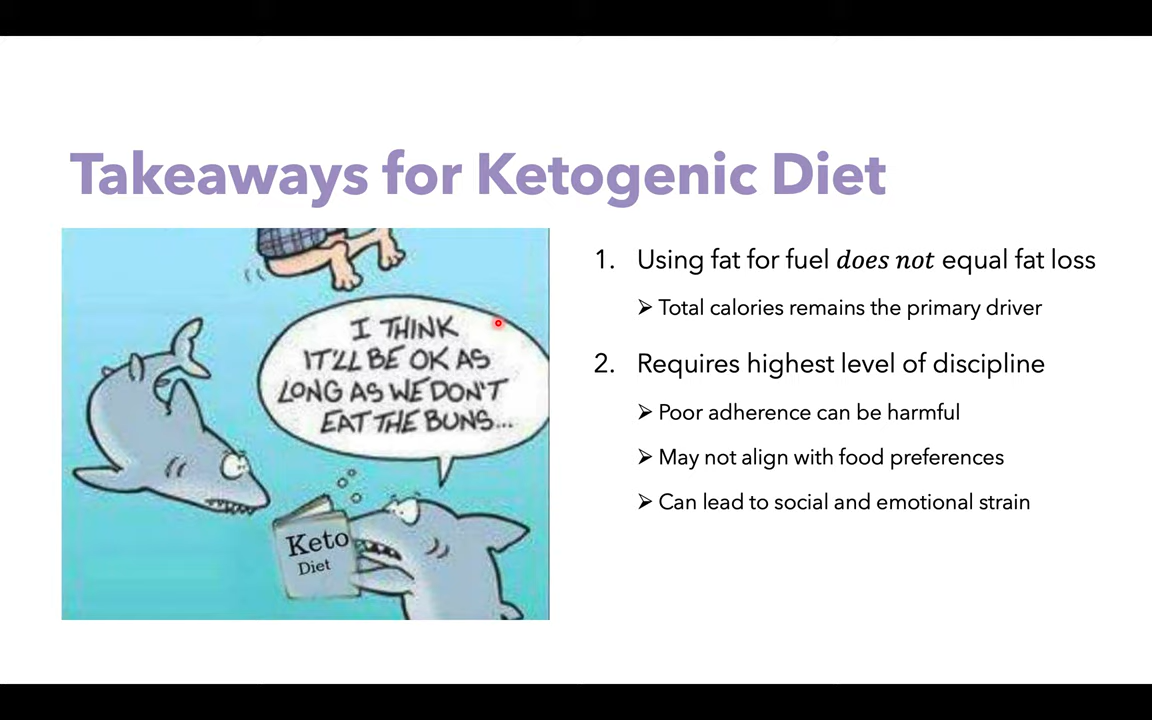 Takeaways for Ketogenic Diet
I THINK
IT'LL BE OK AS
LONG AS WE DON'T
EAT THE BUNS...
Keto
Diet
1. Using fat for fuel does not equal fat loss
➢ Total calories remains the primary driver
2. Requires highest level of discipline
➢ Poor adherence can be harmful
➢ May not align with food preferences
➢ Can lead to social and emotional strain